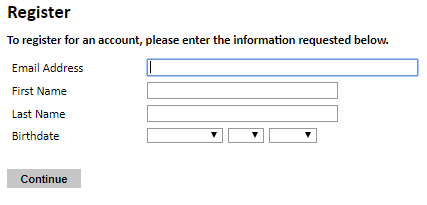 Register
To register for an account, please enter the information requested below.
Email Address
First Name
Last Name
Birthdate
Continue